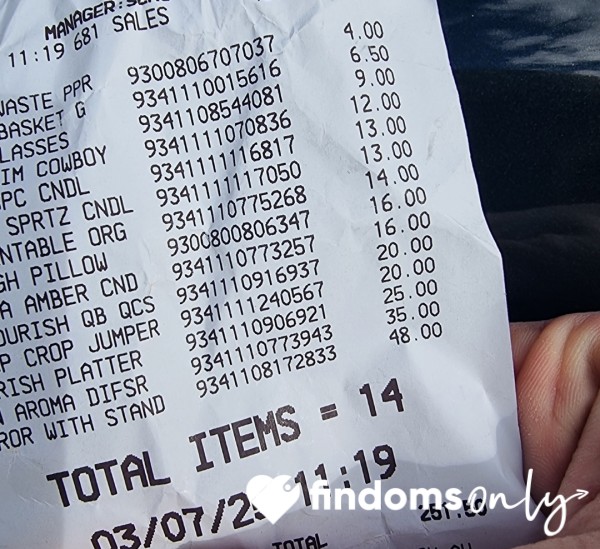 MANAGER:
11:19 681 SALES
WASTE PPR 9300806707037 4.00
BASKET G 9341110015616 6.50
LASSES 9341108544081 9.00
IM COWBOY 9341111070836 12.00
PC CNDL 9341111116817 13.00
SPRTZ CNDL 9341111117050 13.00
NTABLE ORG 9341110775268 14.00
GH PILLOW 9300800806347 16.00
A AMBER CND 9341110773257 16.00
OURISH QB QCS 9341110916937 20.00
P CROP JUMPER 9341111240567 20.00
RISH PLATTER 9341110906921 25.00
AROMA DIFSR 9341110773943 35.00
ROR WITH STAND 9341108172833 48.00
TOTAL ITEMS = 14
03/07/2 11:19
TOTAL 251.50
findomsonly